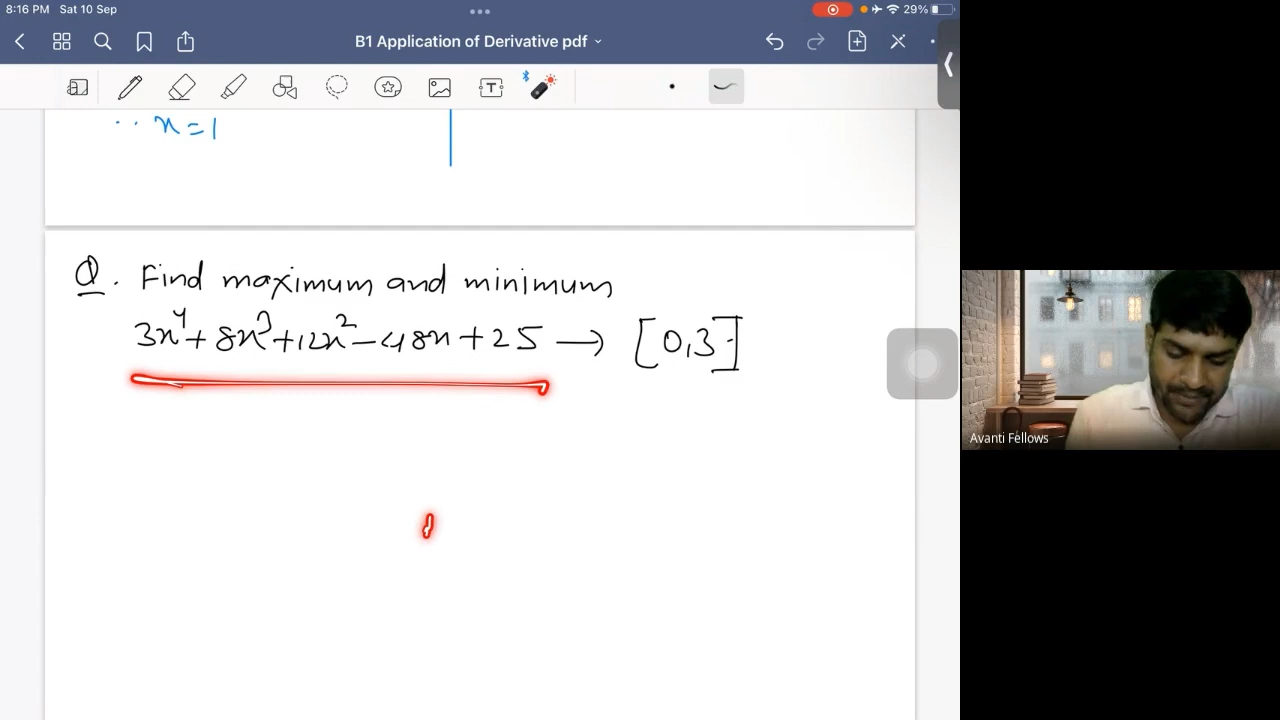 8:16 PM Sat 10 Sep
29%
B1 Application of Derivative pdf
T
∴ x = 1
Q. Find maximum and minimum
3x⁴ + 8x³ + 12x² - 48x + 25 → [0,3]
Avanti Fellows